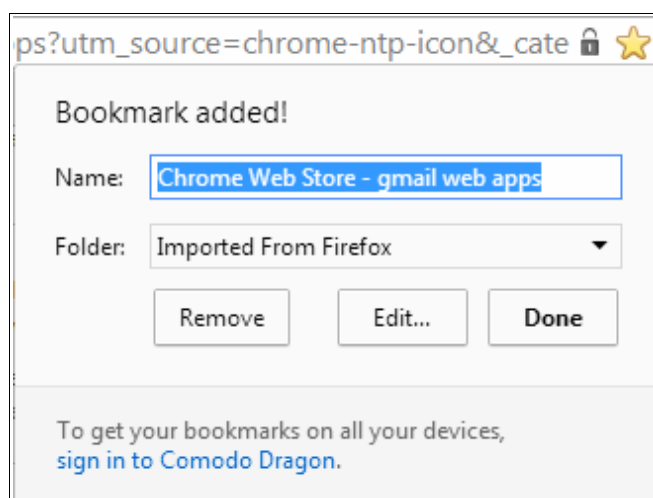 ps?utm_source=chrome-ntp-icon&_cate
Bookmark added!
Name: Chrome Web Store - gmail web apps
Folder: Imported From Firefox
Remove Edit... Done
To get your bookmarks on all your devices,
sign in to Comodo Dragon.